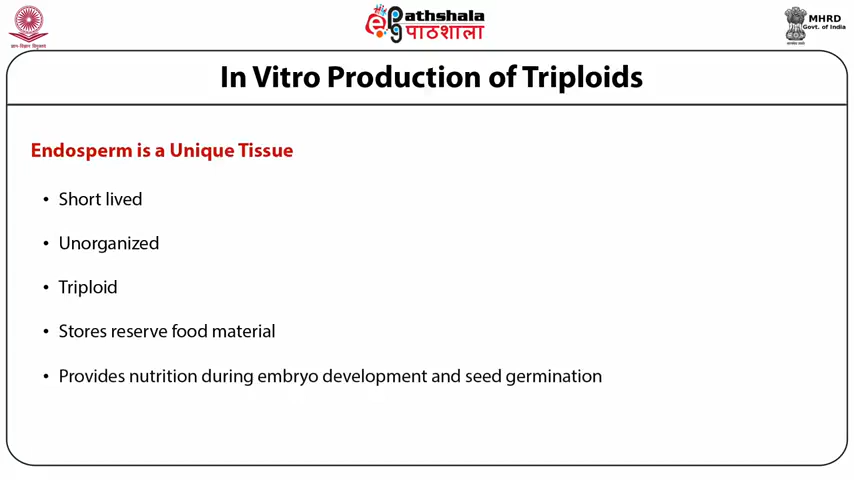 ePathshala
पाठशाला
MHRD
Govt. of India
In Vitro Production of Triploids
Endosperm is a Unique Tissue
• Short lived
• Unorganized
• Triploid
• Stores reserve food material
• Provides nutrition during embryo development and seed germination